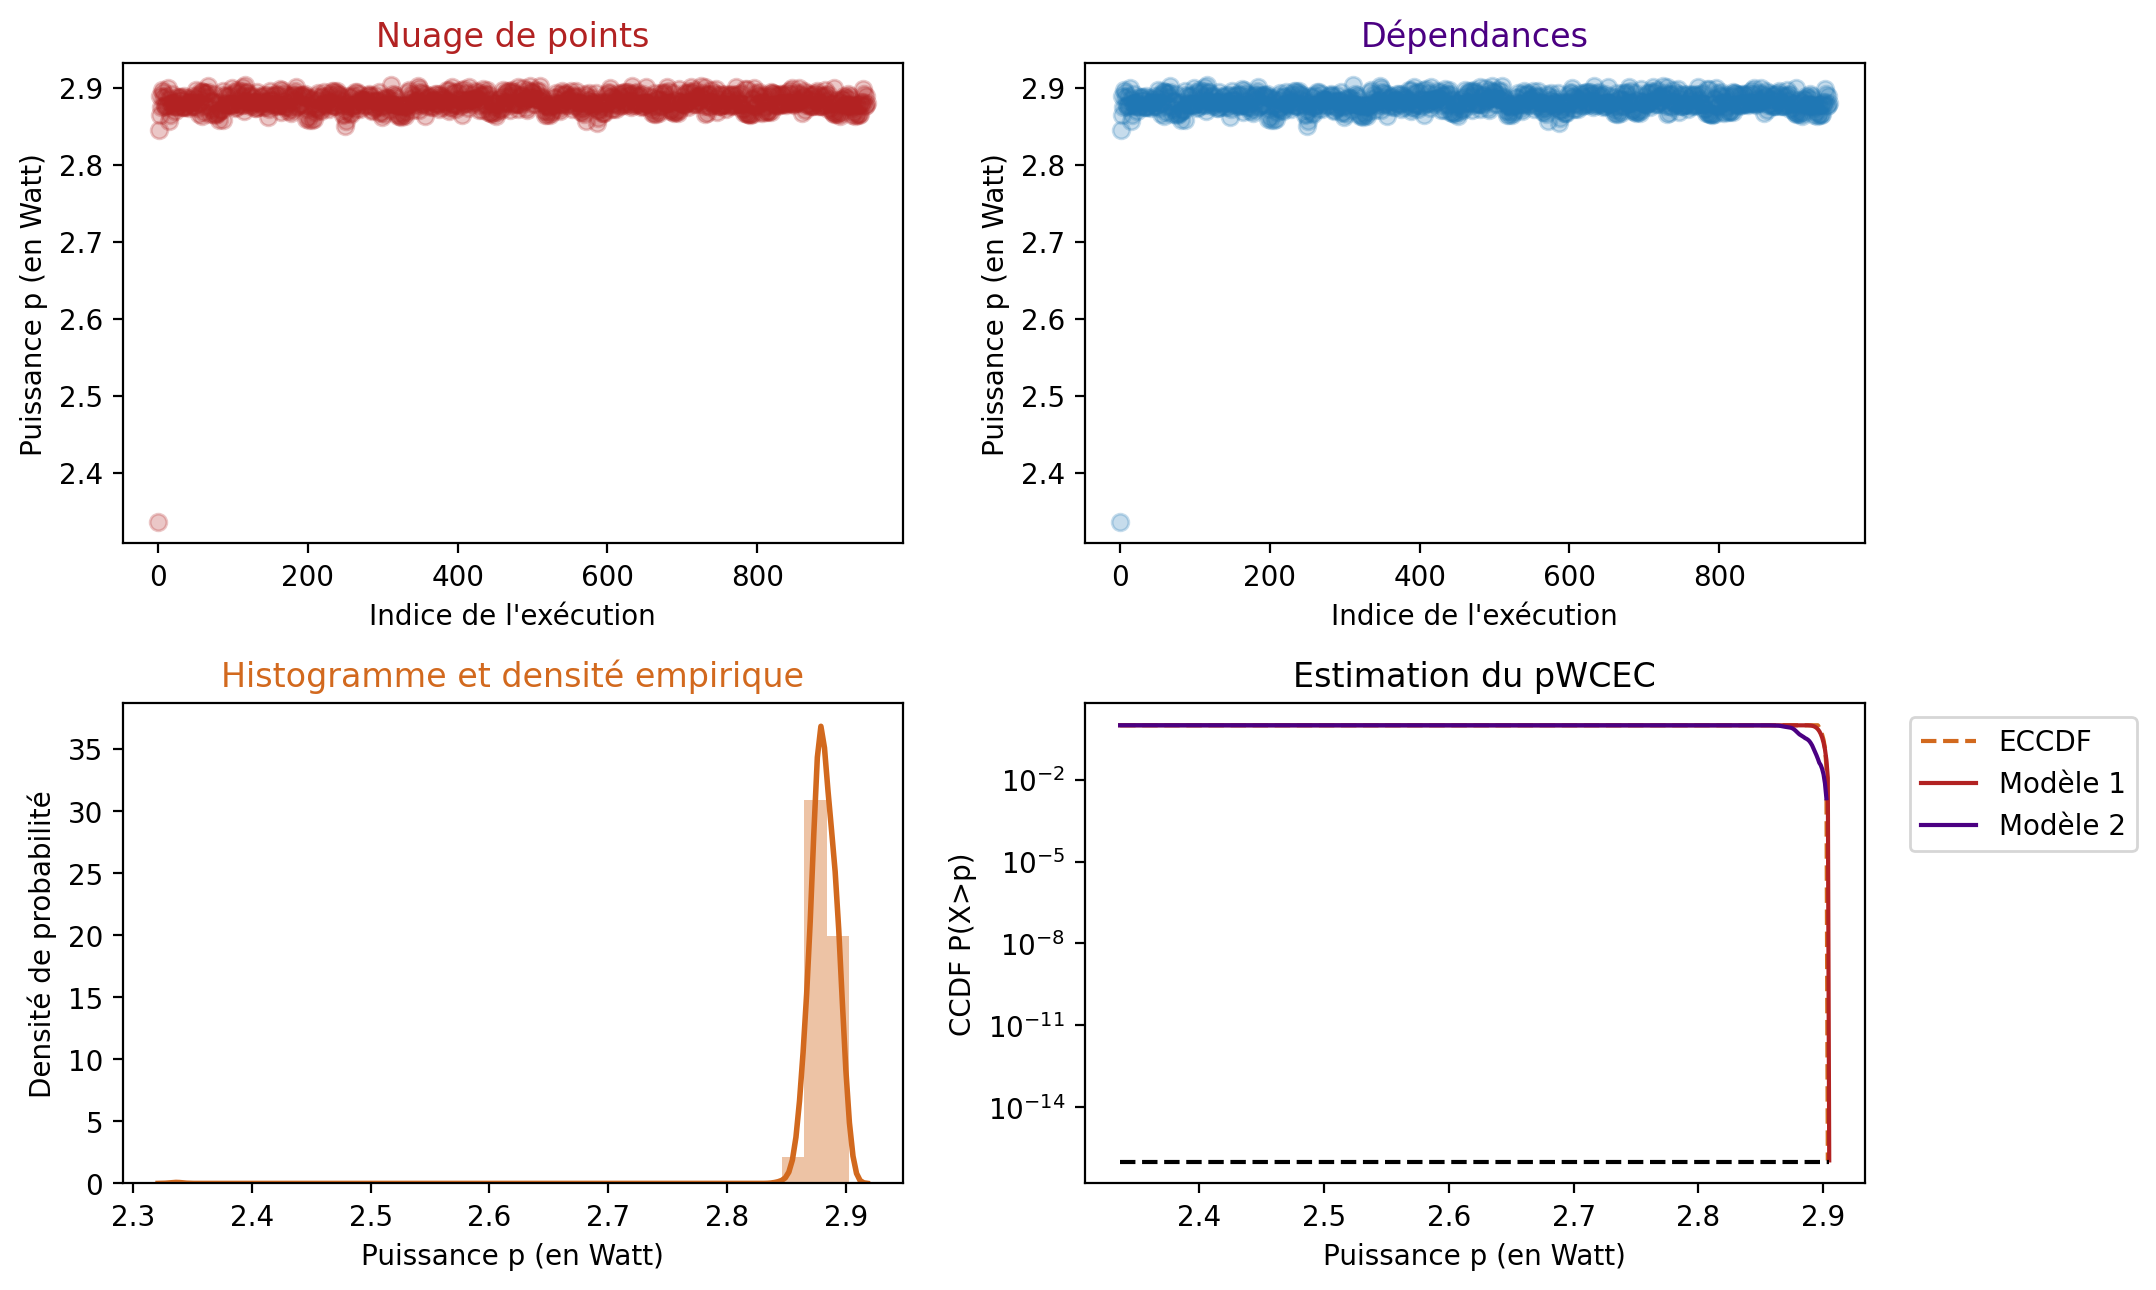 Nuage de points
Puissance p (en Watt)
2.9
2.8
2.7
2.6
2.5
2.4
0 200 400 600 800
Indice de l'exécution
Dépendances
Puissance p (en Watt)
2.9
2.8
2.7
2.6
2.5
2.4
0 200 400 600 800
Indice de l'exécution
Histogramme et densité empirique
Densité de probabilité
35
30
25
20
15
10
5
0
2.3 2.4 2.5 2.6 2.7 2.8 2.9
Puissance p (en Watt)
Estimation du pWCEC
CCDF P(X>p)
10⁻²
10⁻⁵
10⁻⁸
10⁻¹¹
10⁻¹⁴
2.4 2.5 2.6 2.7 2.8 2.9
Puissance p (en Watt)
ECCDF
Modèle 1
Modèle 2